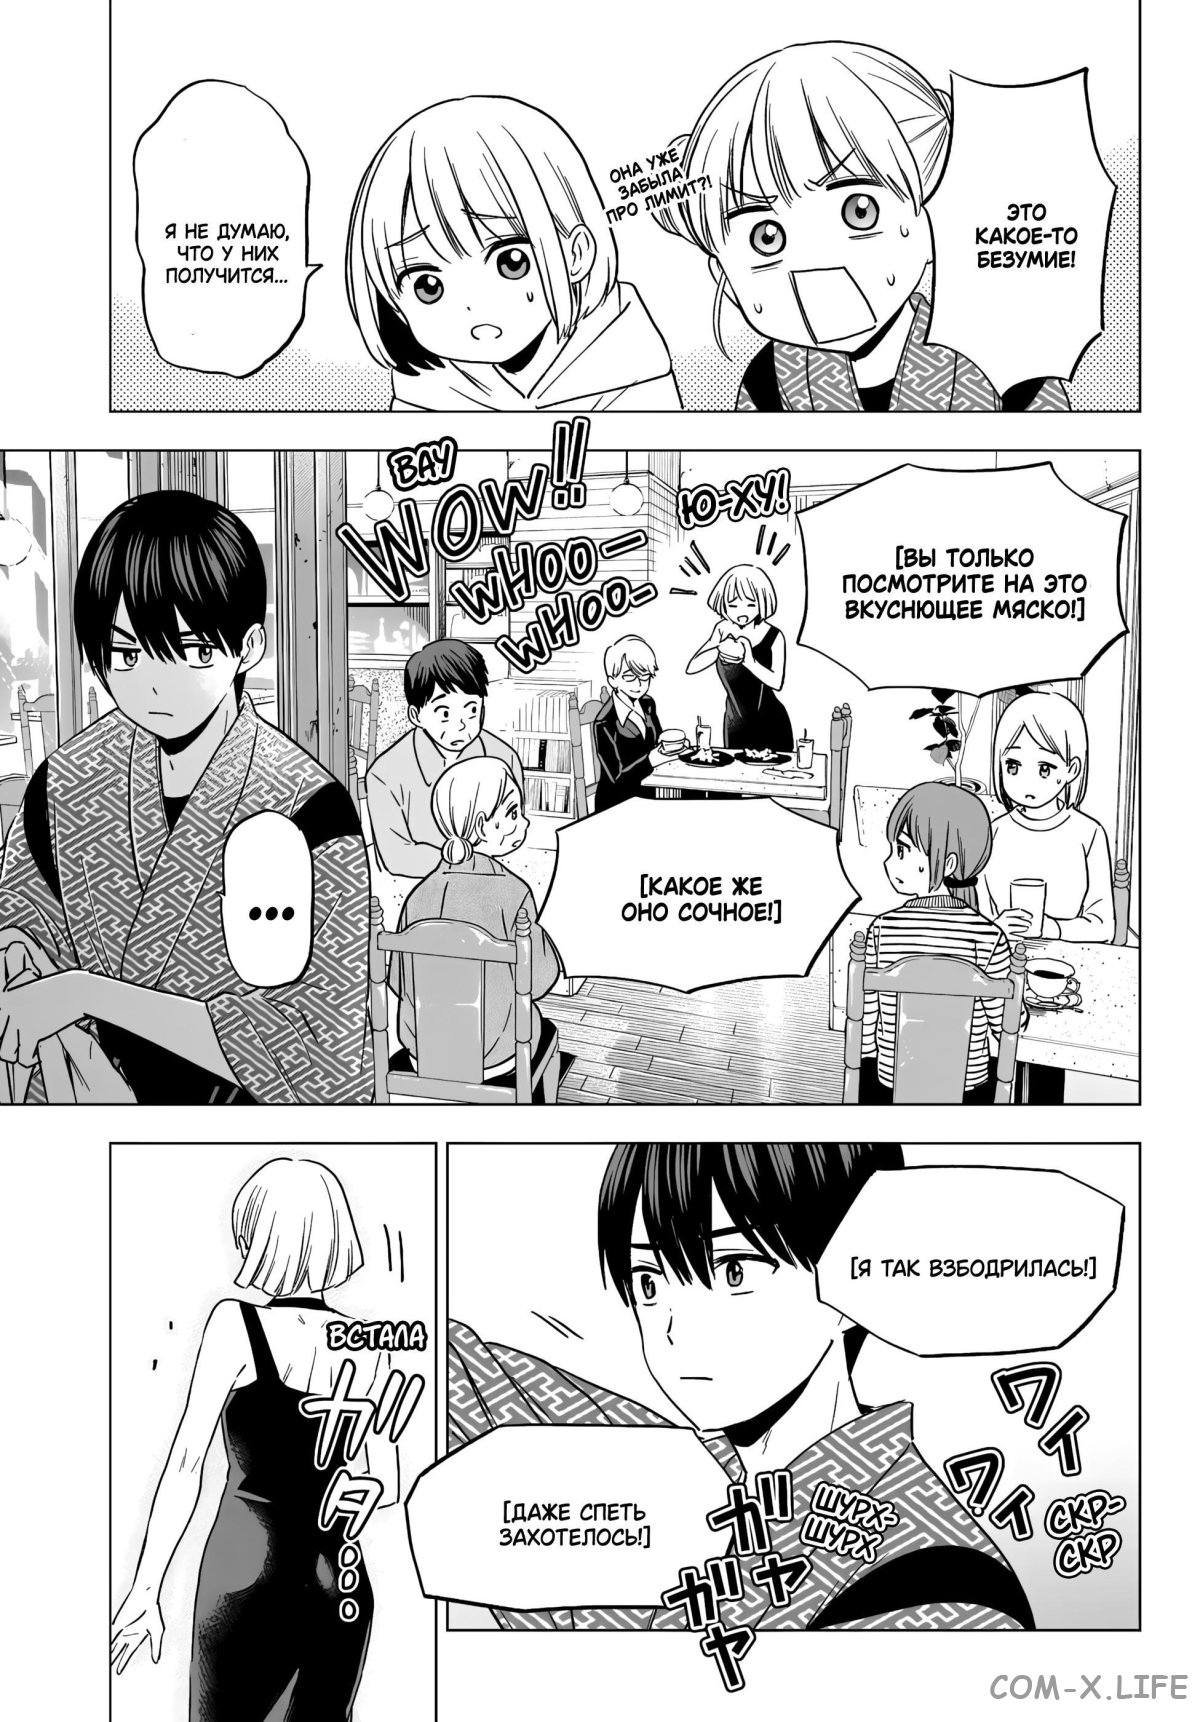 ЭТО
КАКОЕ-ТО
БЕЗУМИЕ!
ОНА УЖЕ
ЗАБЫЛА
ПРО ЛИМИТ?!
Я НЕ ДУМАЮ,
ЧТО У НИХ
ПОЛУЧИТСЯ...
[ВЫ ТОЛЬКО
ПОСМОТРИТЕ НА ЭТО
ВКУСНЮЩЕЕ МЯСКО!]
Ю-ХУ!
ВАУ
WOW!!
WHOO—
WHOO—
[КАКОЕ ЖЕ
ОНО СОЧНОЕ!]
...
[Я ТАК ВЗБОДРИЛАСЬ!]
ワイ
ワイ
СКР-
СКР
ШУРХ-
ШУРХ
ガヤ
ガヤ
[ДАЖЕ СПЕТЬ
ЗАХОТЕЛОСЬ!]
ВСТАЛА
ガタ。。。
COM-X.LIFE